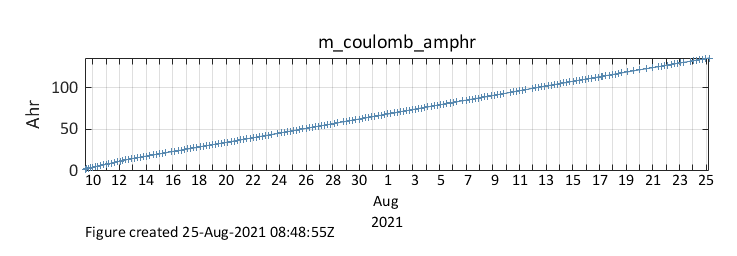 m_coulomb_amphr
Ahr
100
50
0
10 12 14 16 18 20 22 24 26 28 30 1 3 5 7 9 11 13 15 17 19 21 23 25
Aug
2021
Figure created 25-Aug-2021 08:48:55Z